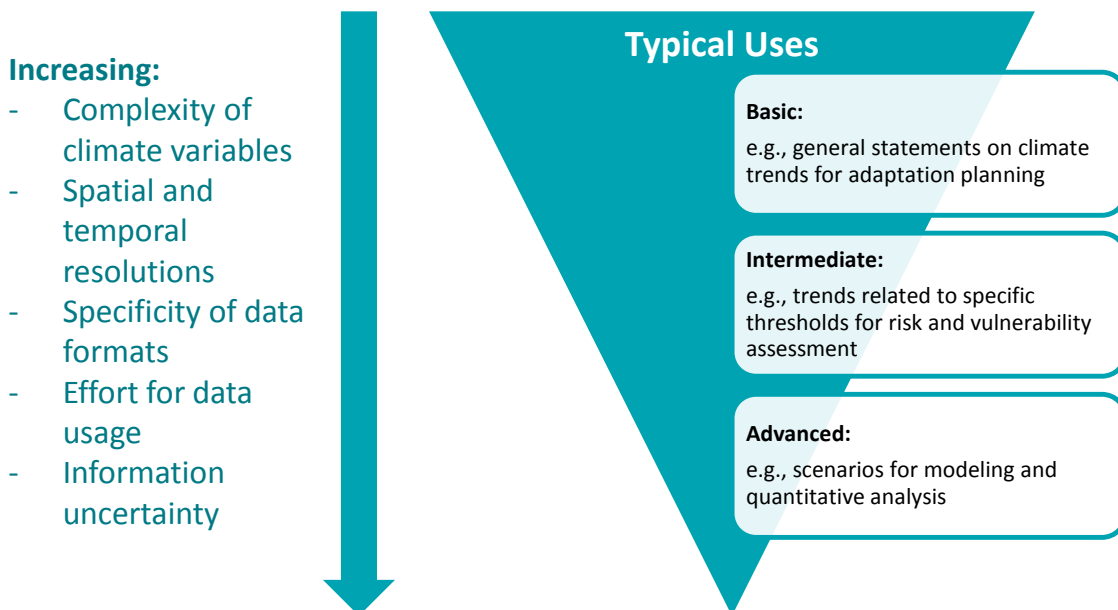 Increasing:
- Complexity of
climate variables
- Spatial and
temporal
resolutions
- Specificity of data
formats
- Effort for data
usage
- Information
uncertainty
Typical Uses
Basic:
e.g., general statements on climate
trends for adaptation planning
Intermediate:
e.g., trends related to specific
thresholds for risk and vulnerability
assessment
Advanced:
e.g., scenarios for modeling and
quantitative analysis